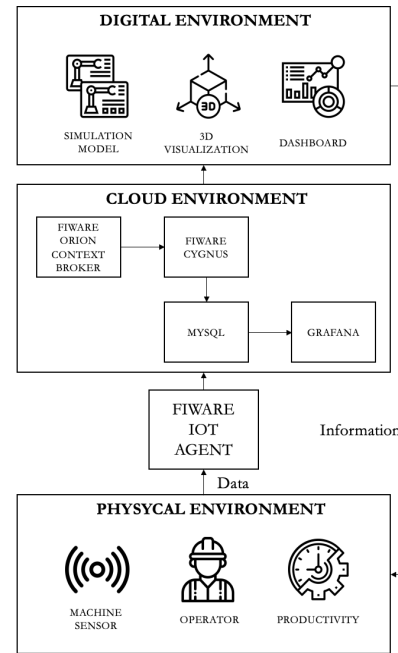 DIGITAL ENVIRONMENT
3D
SIMULATION
MODEL
3D
VISUALIZATION
DASHBOARD
CLOUD ENVIRONMENT
FIWARE
ORION
CONTEXT
BROKER
FIWARE
CYGNUS
MYSQL
GRAFANA
FIWARE
IOT
AGENT
Information
Data
PHYSYCAL ENVIRONMENT
MACHINE
SENSOR
OPERATOR
PRODUCTIVITY